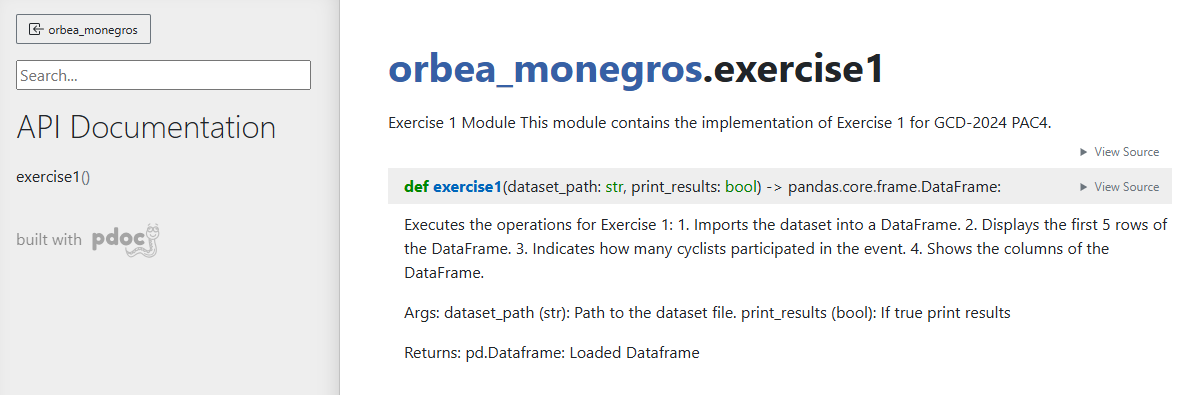 orbea_monegros
Search...
API Documentation
exercise1()
built with pdoc
orbea_monegros.exercise1
Exercise 1 Module This module contains the implementation of Exercise 1 for GCD-2024 PAC4.
View Source
def exercise1(dataset_path: str, print_results: bool) -> pandas.core.frame.DataFrame:
View Source
Executes the operations for Exercise 1: 1. Imports the dataset into a DataFrame. 2. Displays the first 5 rows of
the DataFrame. 3. Indicates how many cyclists participated in the event. 4. Shows the columns of the
DataFrame.
Args: dataset_path (str): Path to the dataset file. print_results (bool): If true print results
Returns: pd.Dataframe: Loaded Dataframe